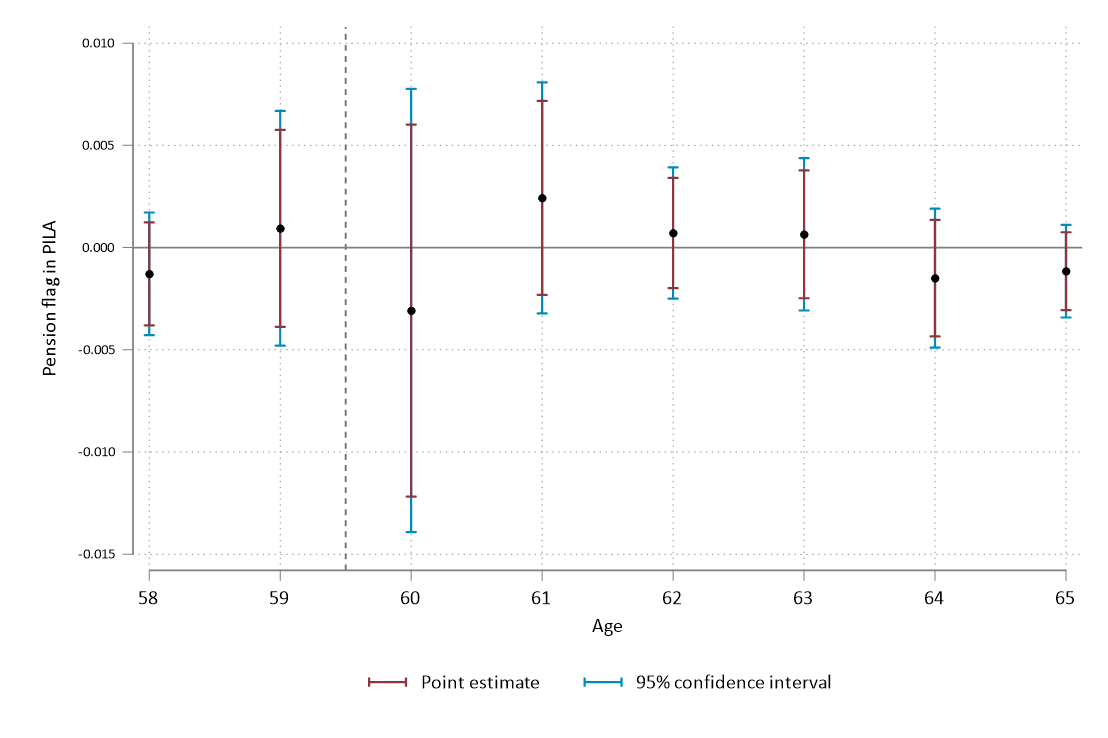 0.010
0.005
0.000
-0.005
-0.010
-0.015
Pension flag in PILA
58 59 60 61 62 63 64 65
Age
Point estimate 95% confidence interval